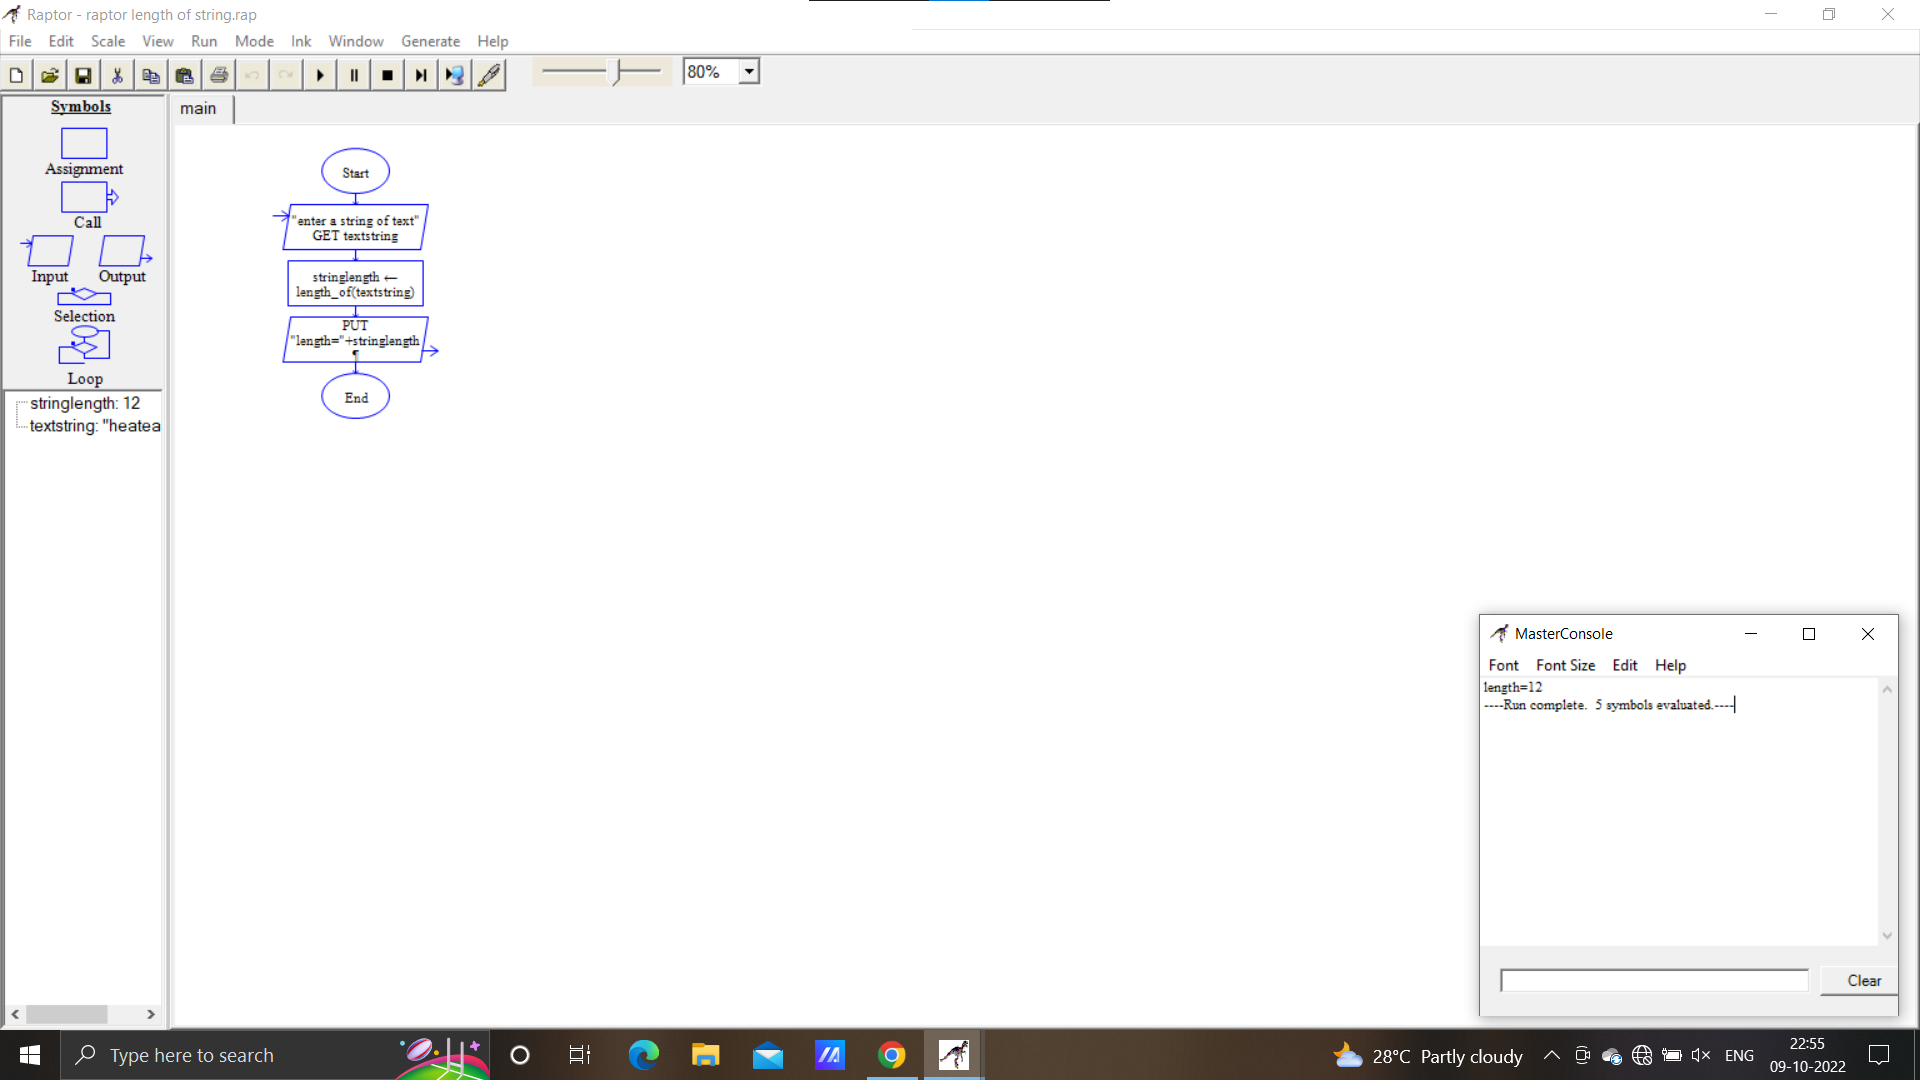 Raptor - raptor length of string.rap
File Edit Scale View Run Mode Ink Window Generate Help
80%
Symbols
Assignment
Call
Input Output
Selection
Loop
stringlength: 12
textstring: "heatea
main
Start
"enter a string of text"
GET textstring
stringlength ←
length_of(textstring)
PUT
"length="+stringlength
¶
End
MasterConsole
Font Font Size Edit Help
length=12
----Run complete. 5 symbols evaluated.----
Clear
Type here to search
28°C Partly cloudy
ENG
22:55
09-10-2022